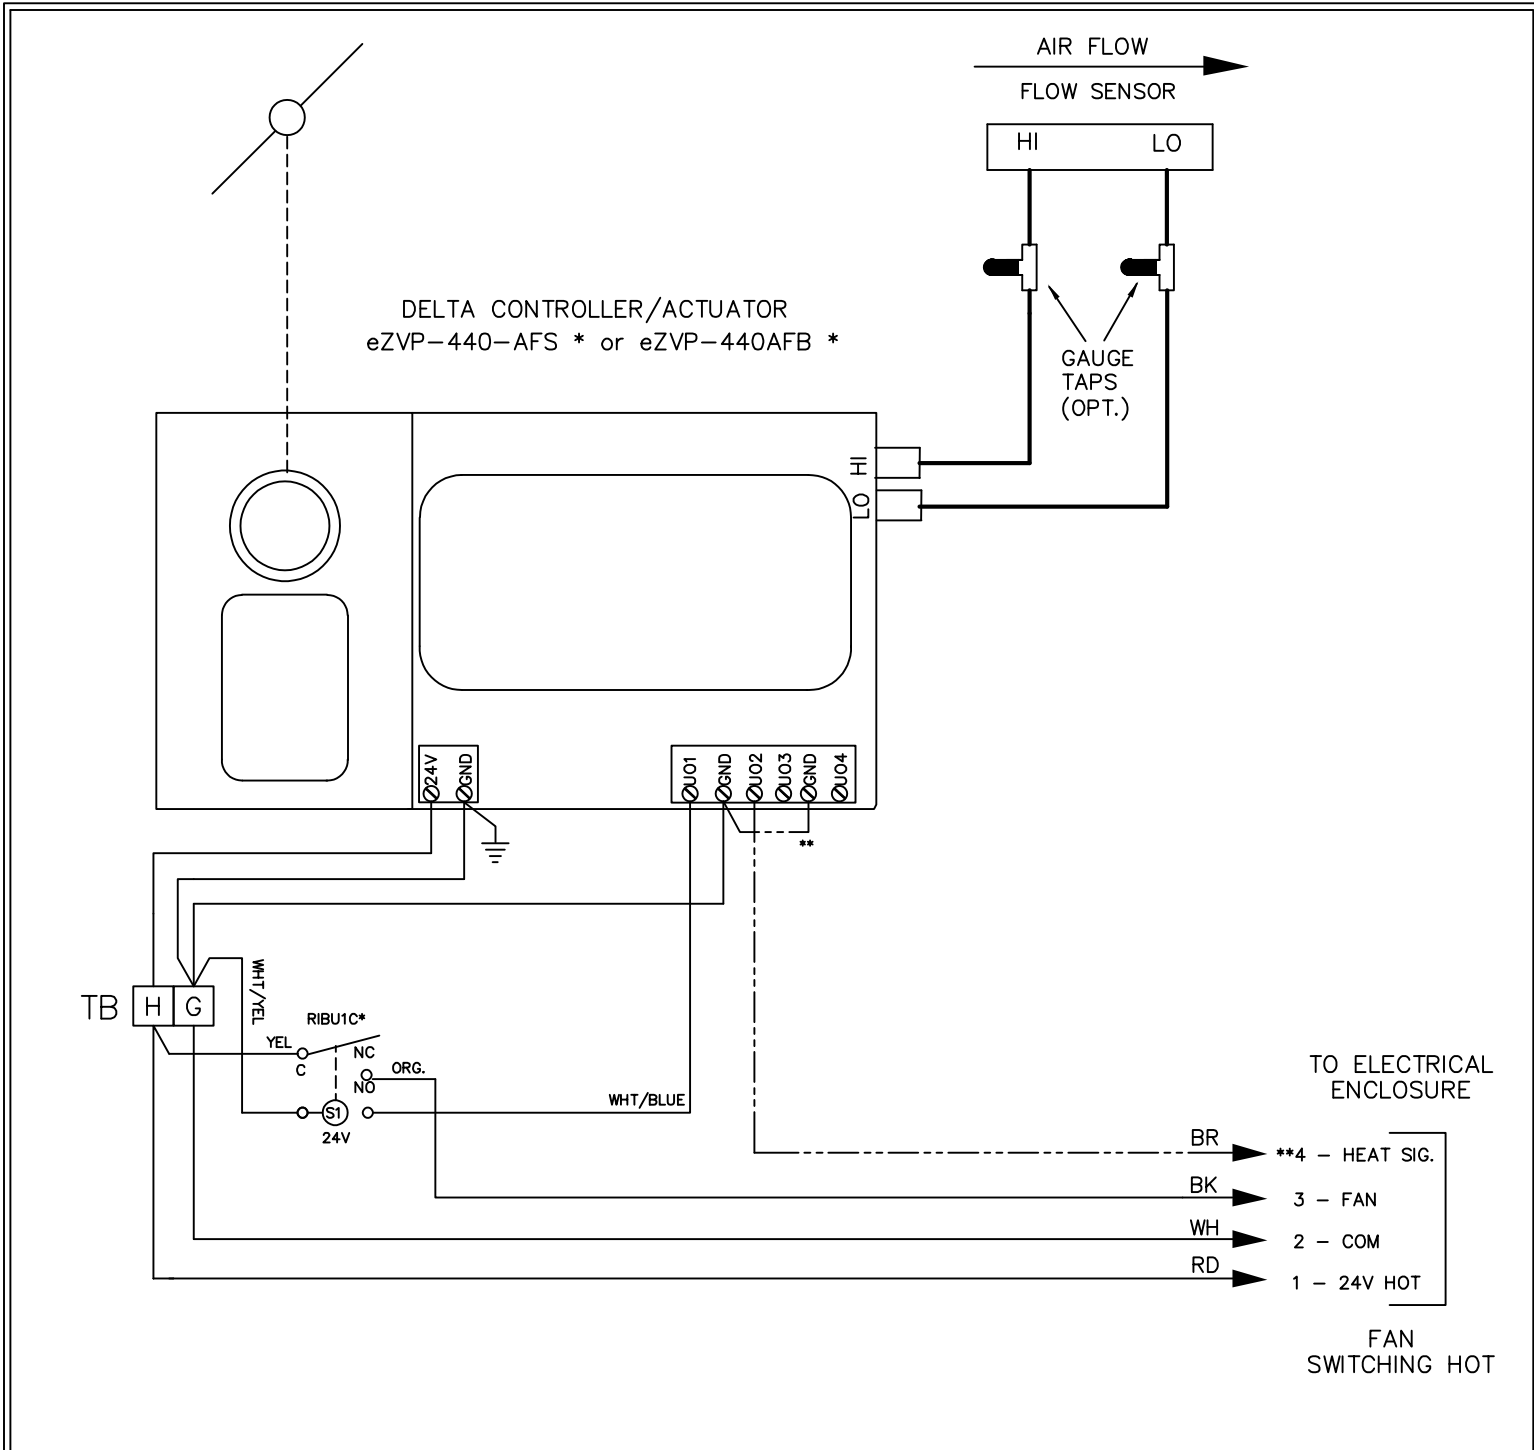 AIR FLOW
FLOW SENSOR
HI
LO
DELTA CONTROLLER/ACTUATOR
eZVP-440-AFS * or eZVP-440AFB *
GAUGE
TAPS
(OPT.)
HI
LO
24V
GND
UO1
GND
UO2
UO3
GND
UO4
**
WHT/YEL
TB
H
G
RIBU1C*
YEL
C
NC
NO
ORG.
S1
24V
WHT/BLUE
TO ELECTRICAL
ENCLOSURE
BR
**4 - HEAT SIG.
BK
3 - FAN
WH
2 - COM
RD
1 - 24V HOT
FAN
SWITCHING HOT